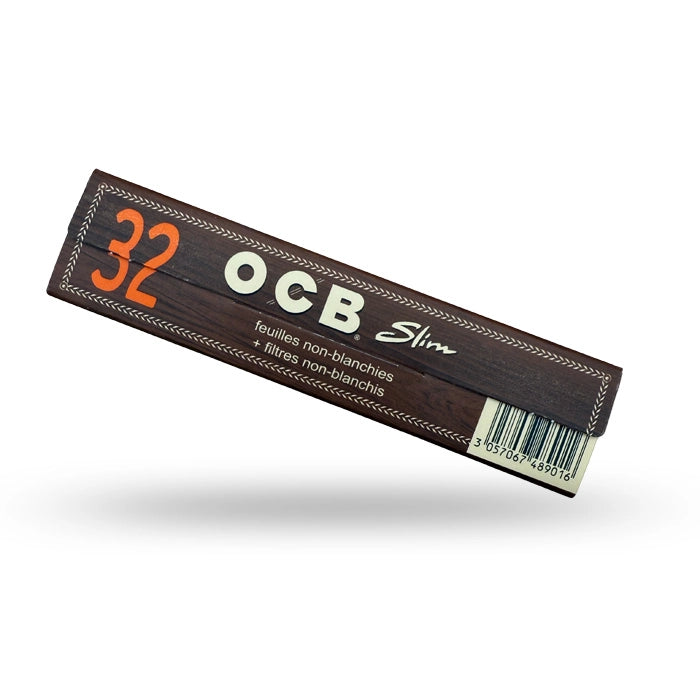 32
OCB® Slim
feuilles non-blanchies
+ filtres non-blanchis
3 057067 489016